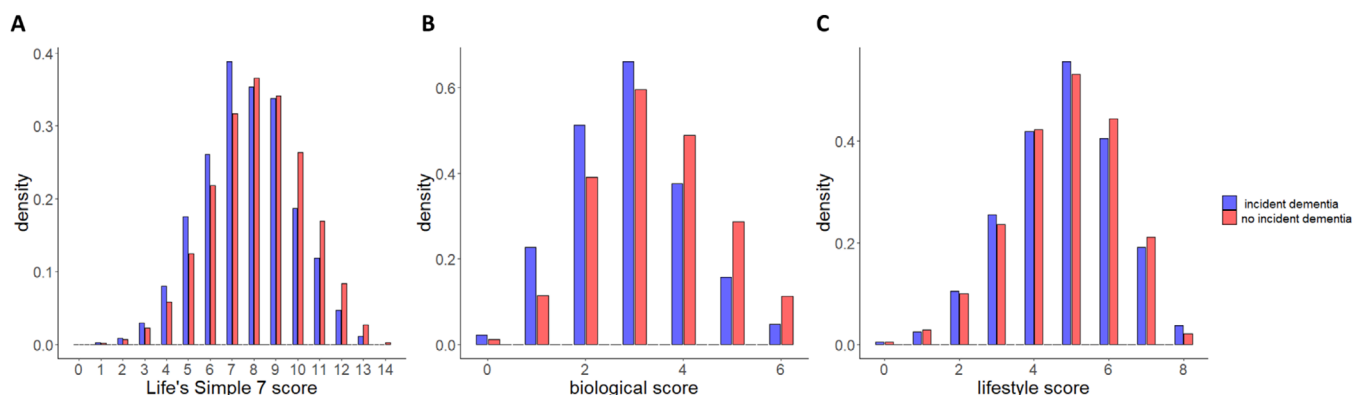 A
B
C
0.4
0.3
0.2
0.1
0.0
density
0 1 2 3 4 5 6 7 8 9 10 11 12 13 14
Life's Simple 7 score
0.6
0.4
0.2
0.0
density
0 2 4 6
biological score
0.4
0.2
0.0
density
0 2 4 6 8
lifestyle score
incident dementia
no incident dementia